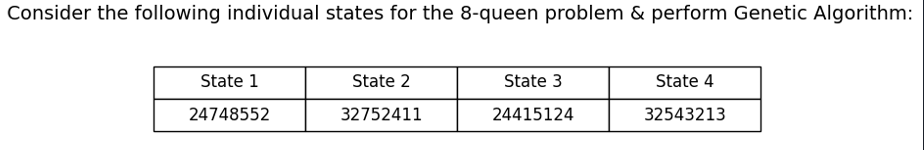 Consider the following individual states for the 8-queen problem & perform Genetic Algorithm:
State 1 State 2 State 3 State 4
24748552 32752411 24415124 32543213